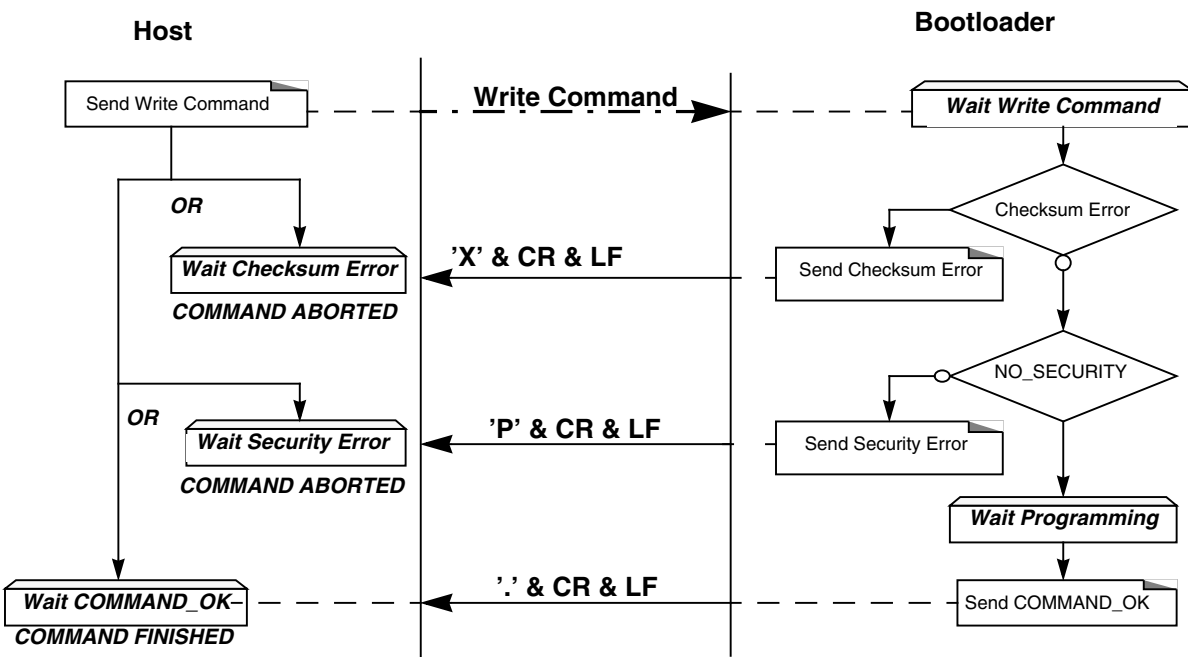 Host
Bootloader
Send Write Command
Write Command
Wait Write Command
OR
Checksum Error
Wait Checksum Error
'X' & CR & LF
Send Checksum Error
COMMAND ABORTED
NO_SECURITY
OR
Wait Security Error
'P' & CR & LF
Send Security Error
COMMAND ABORTED
Wait Programming
Wait COMMAND_OK
'.' & CR & LF
Send COMMAND_OK
COMMAND FINISHED